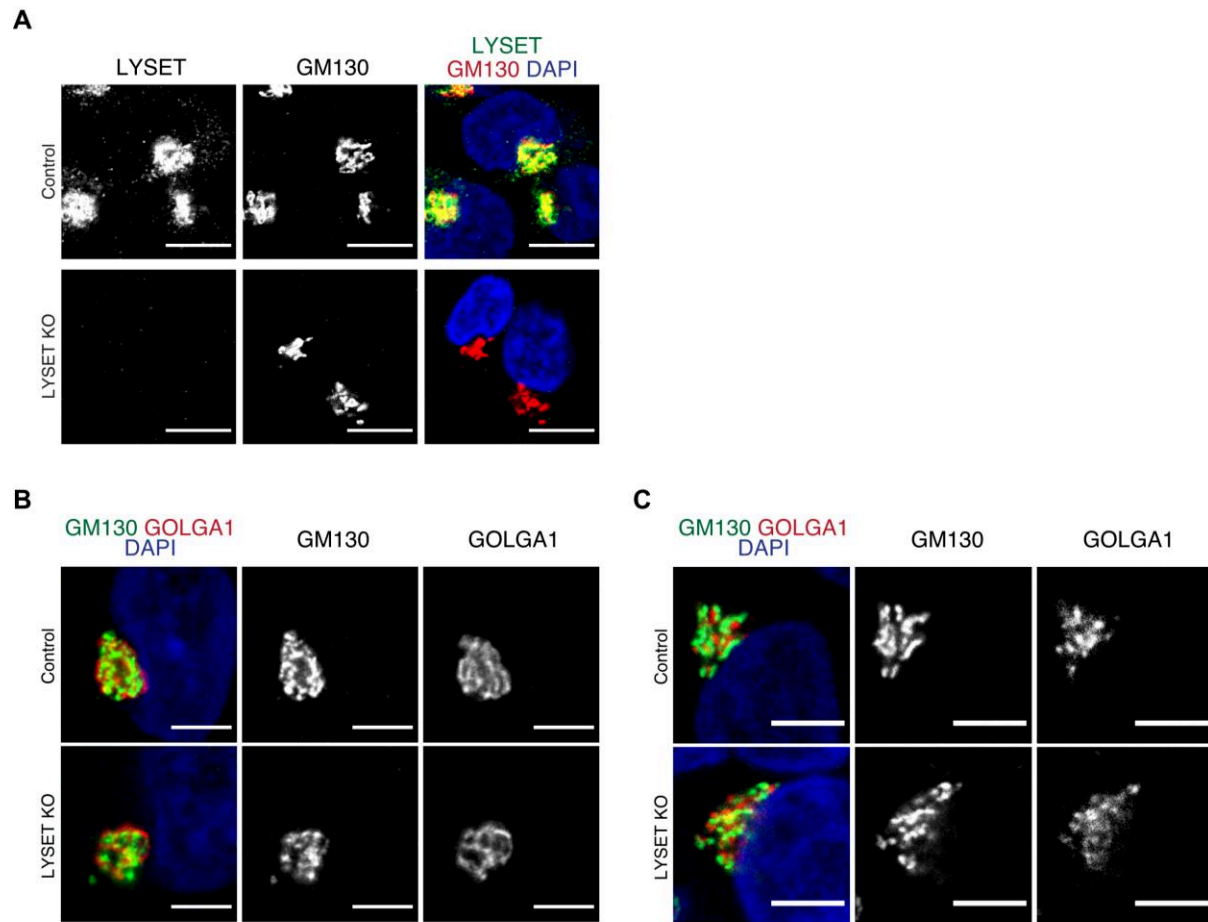 A
LYSET
GM130
LYSET
GM130 DAPI
Control
LYSET KO
B
GM130 GOLGA1
DAPI
GM130
GOLGA1
Control
LYSET KO
C
GM130 GOLGA1
DAPI
GM130
GOLGA1
Control
LYSET KO